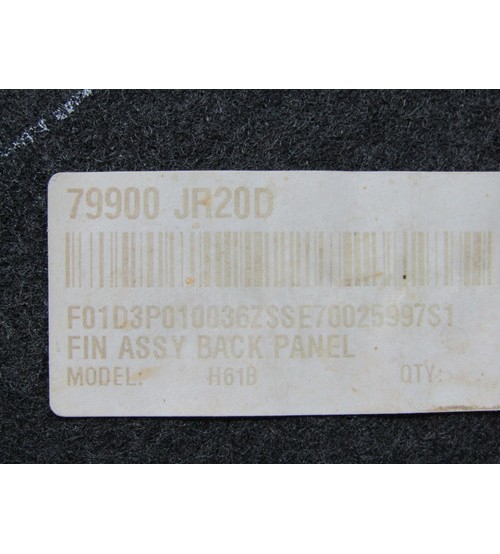 79900 JR20D
F01D3P010036ZSSE70025997S1
FIN ASSY BACK PANEL
MODEL: H61B QTY: